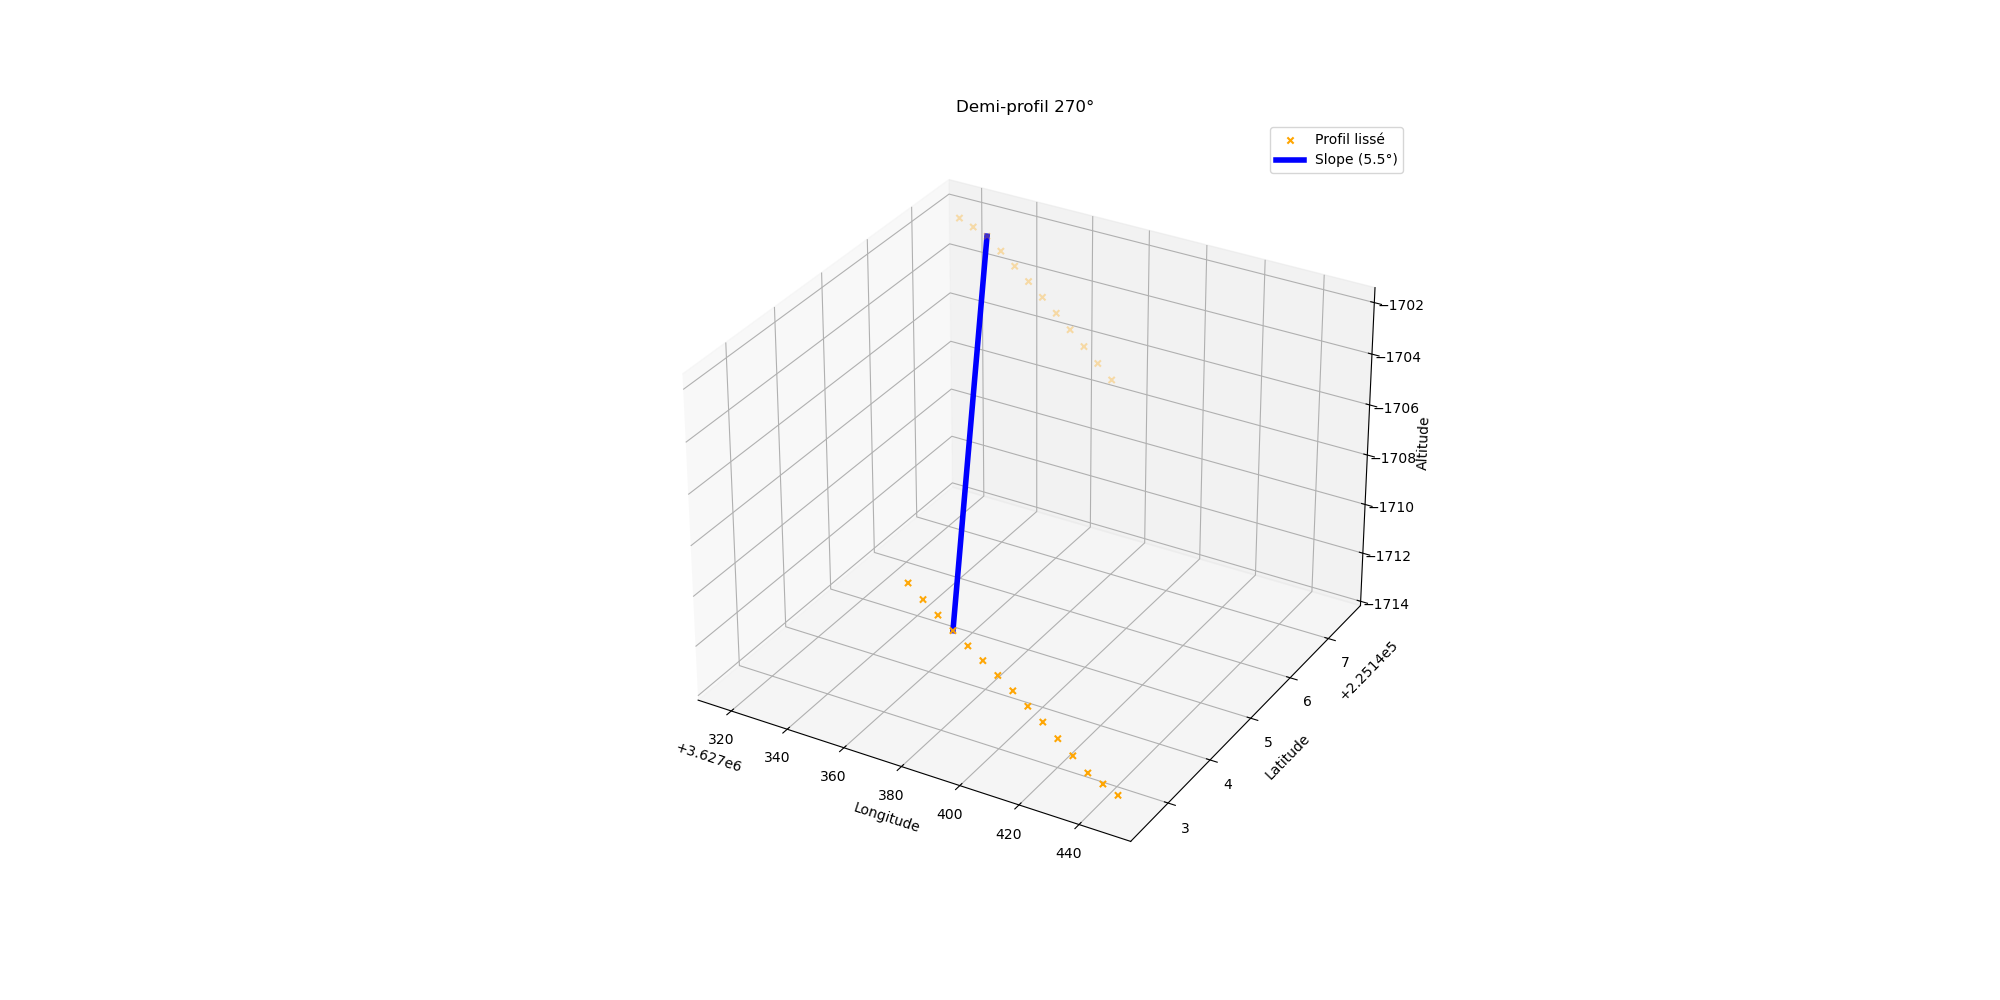 Demi-profil 270°
Profil lissé
Slope (5.5°)
−1702
−1704
−1706
−1708
−1710
−1712
−1714
Altitude
7
6
5
4
3
+2.2514e5
Latitude
320
340
360
380
400
420
440
+3.627e6
Longitude